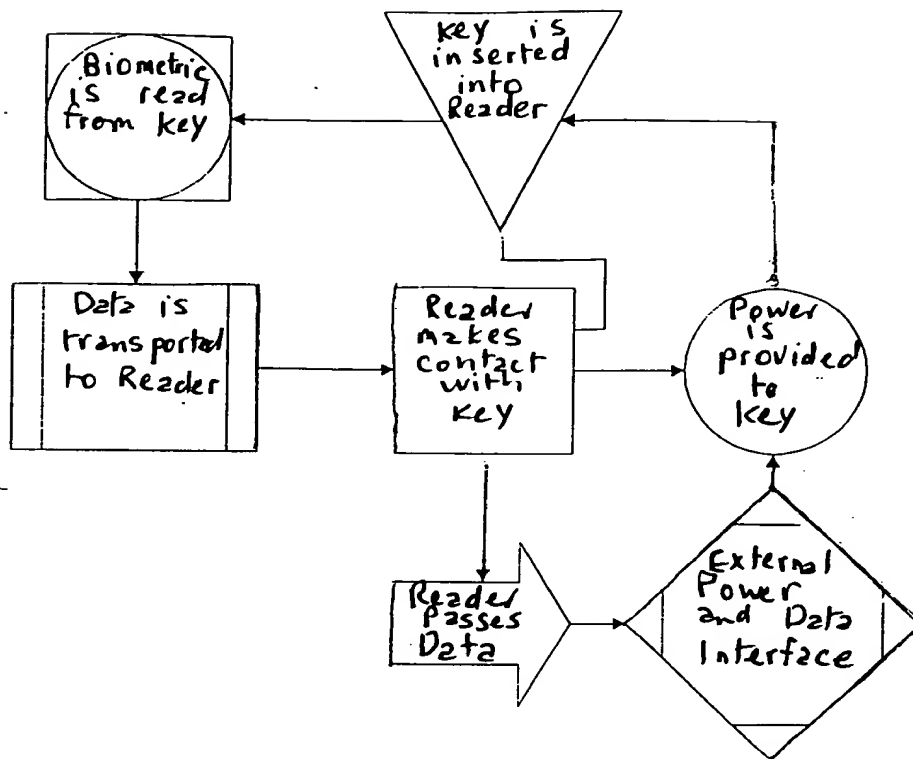 Biometric
is read
from key
key is
inserted
into
Reader
Data is
transported
to Reader
Reader
makes
contact
with
key
Power
is
provided
to
key
Reader
Passes
Data
External
Power
and Data
Interface